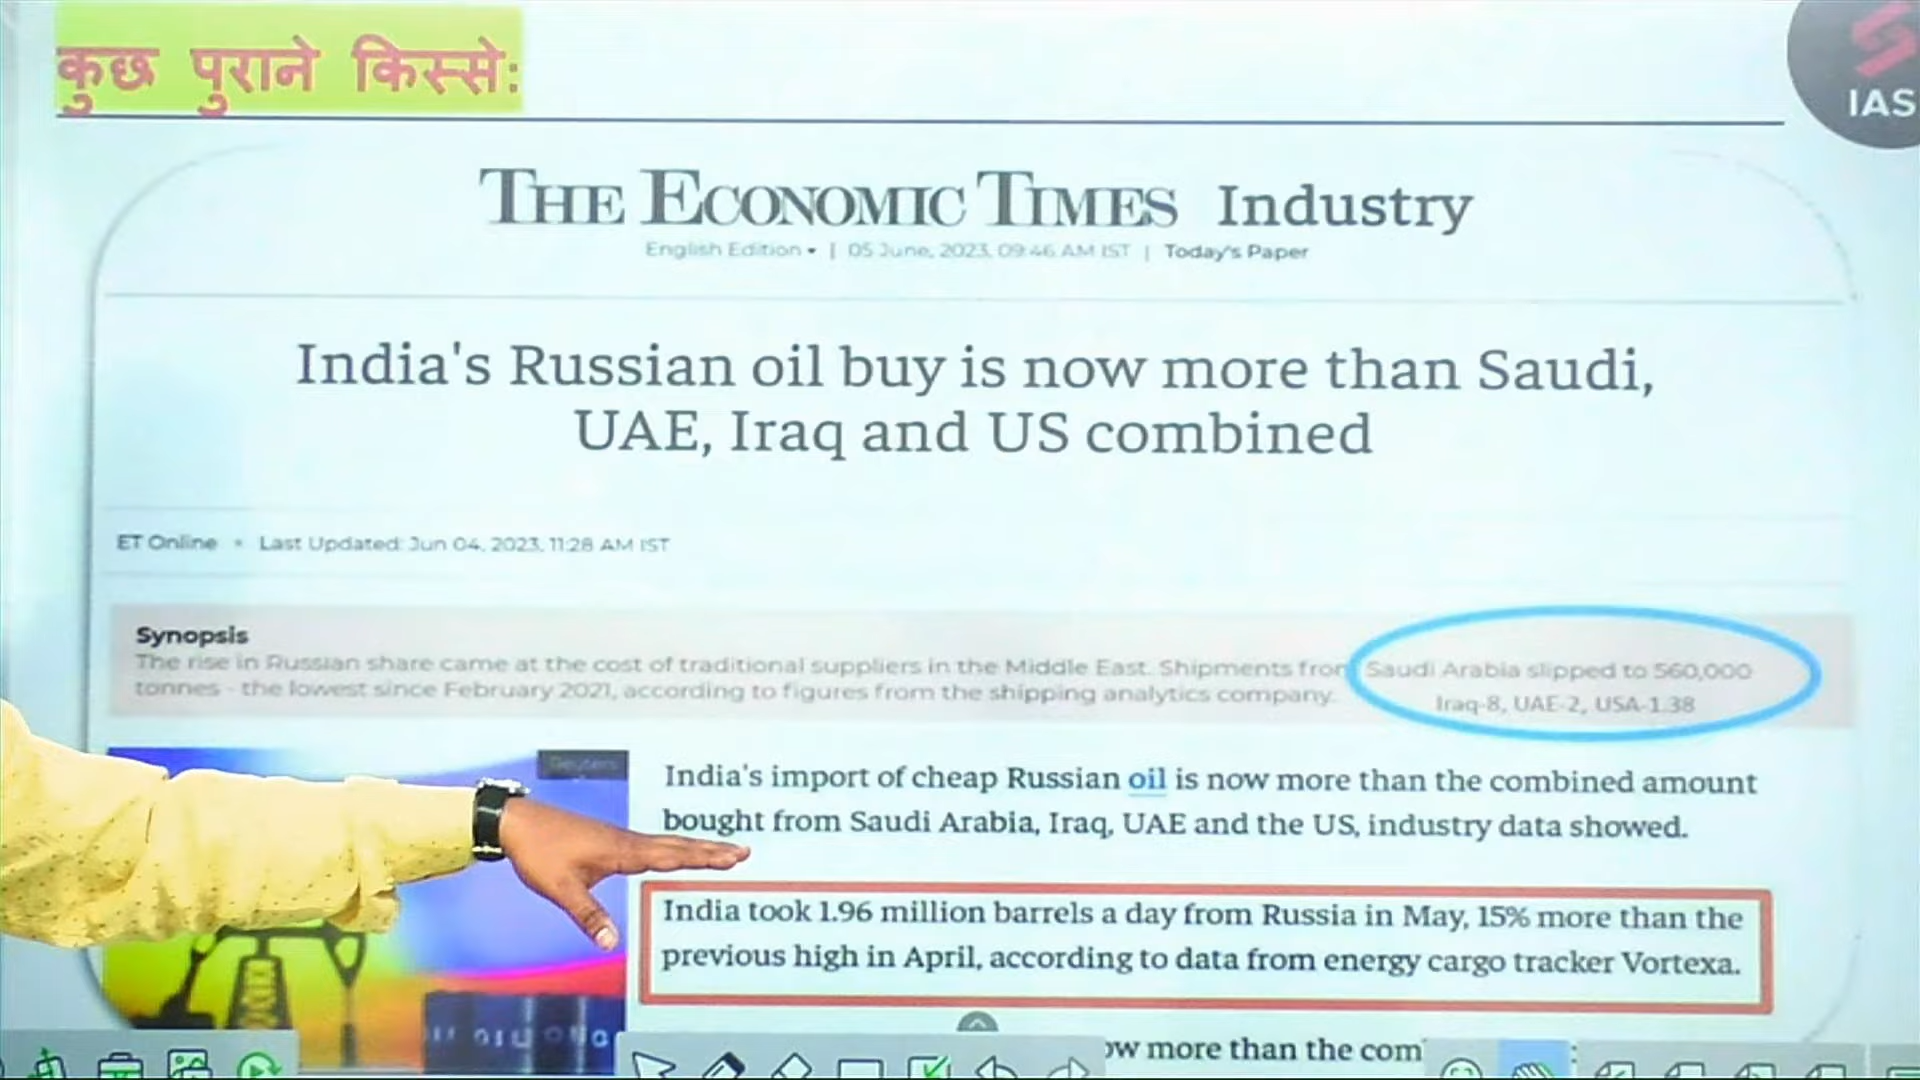 कुछ पुराने किस्से:
IAS
THE ECONOMIC TIMES Industry
English Edition | 05 June, 2023, 09:46 AM IST | Today's Paper
India's Russian oil buy is now more than Saudi,
UAE, Iraq and US combined
ET Online • Last Updated: Jun 04, 2023, 11:28 AM IST
Synopsis
The rise in Russian share came at the cost of traditional suppliers in the Middle East. Shipments from Saudi Arabia slipped to 560,000
tonnes - the lowest since February 2021, according to figures from the shipping analytics company. Iraq-8, UAE-2, USA-1.38
Reuters
India's import of cheap Russian oil is now more than the combined amount
bought from Saudi Arabia, Iraq, UAE and the US, industry data showed.
India took 1.96 million barrels a day from Russia in May, 15% more than the
previous high in April, according to data from energy cargo tracker Vortexa.
ow more than the com